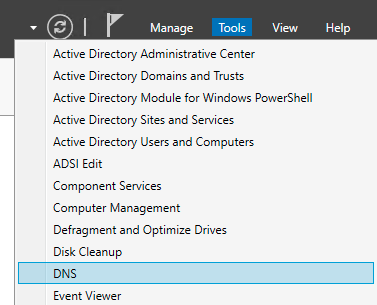 Manage Tools View Help
Active Directory Administrative Center
Active Directory Domains and Trusts
Active Directory Module for Windows PowerShell
Active Directory Sites and Services
Active Directory Users and Computers
ADSI Edit
Component Services
Computer Management
Defragment and Optimize Drives
Disk Cleanup
DNS
Event Viewer